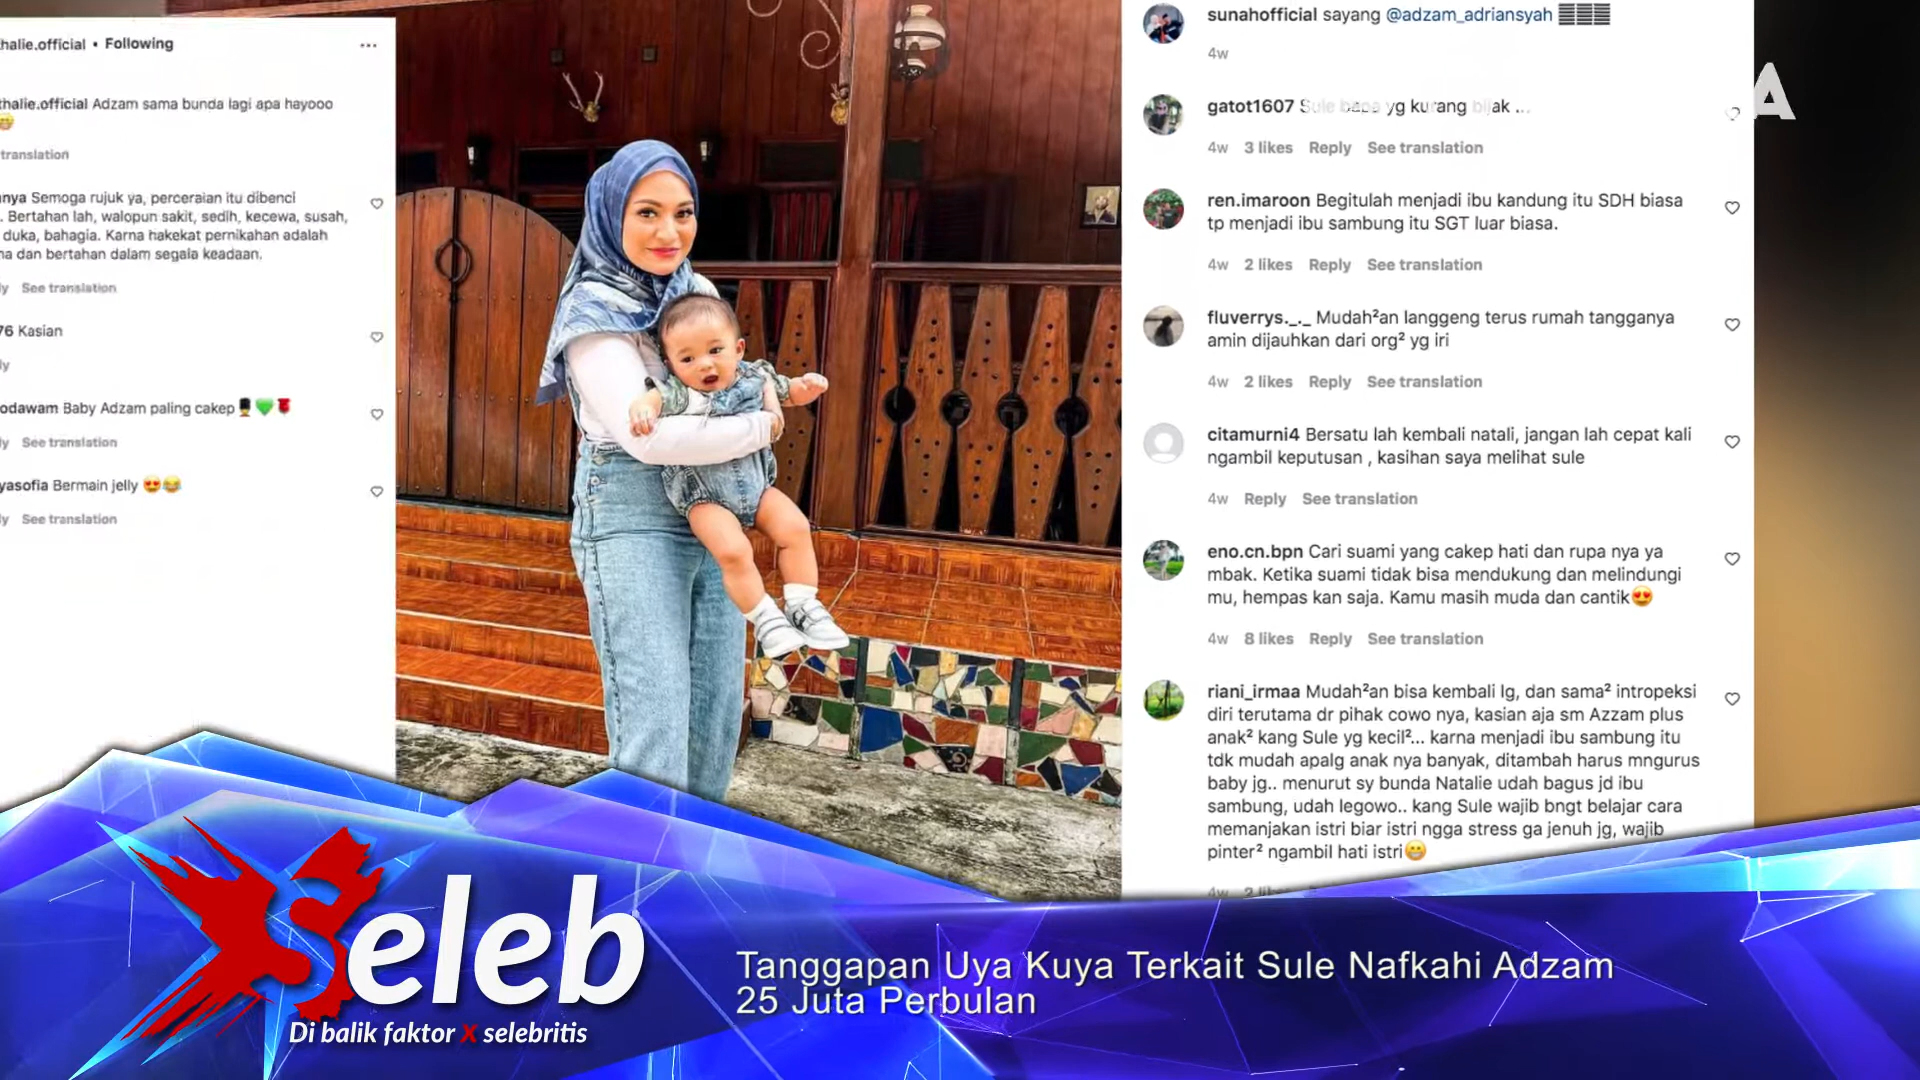 halie.official • Following
thalie.official Adzam sama bunda lagi apa hayooo
translation
nya Semoga rujuk ya, perceraian itu dibenci
. Bertahan lah, walopun sakit, sedih, kecewa, susah,
duka, bahagia. Karna hakekat pernikahan adalah
na dan bertahan dalam segala keadaan.
ly See translation
76 Kasian
ly
odawam Baby Adzam paling cakep💂💚🌹
ly See translation
yasofia Bermain jelly 😍😂
ly See translation
sunahofficial sayang @adzam_adriansyah
4w
gatot1607 Sule bapa yg kurang bijak ...
4w 3 likes Reply See translation
ren.imaroon Begitulah menjadi ibu kandung itu SDH biasa
tp menjadi ibu sambung itu SGT luar biasa.
4w 2 likes Reply See translation
fluverrys._._ Mudah²an langgeng terus rumah tangganya
amin dijauhkan dari org² yg iri
4w 2 likes Reply See translation
citamurni4 Bersatu lah kembali natali, jangan lah cepat kali
ngambil keputusan , kasihan saya melihat sule
4w Reply See translation
eno.cn.bpn Cari suami yang cakep hati dan rupa nya ya
mbak. Ketika suami tidak bisa mendukung dan melindungi
mu, hempas kan saja. Kamu masih muda dan cantik😍
4w 8 likes Reply See translation
riani_irmaa Mudah²an bisa kembali lg, dan sama² intropeksi
diri terutama dr pihak cowo nya, kasian aja sm Azzam plus
anak² kang Sule yg kecil²... karna menjadi ibu sambung itu
tdk mudah apalg anak nya banyak, ditambah harus mngurus
baby jg.. menurut sy bunda Natalie udah bagus jd ibu
sambung, udah legowo.. kang Sule wajib bngt belajar cara
memanjakan istri biar istri ngga stress ga jenuh jg, wajib
pinter² ngambil hati istri😁
4w
A
Seleb
Di balik faktor X selebritis
Tanggapan Uya Kuya Terkait Sule Nafkahi Adzam
25 Juta Perbulan